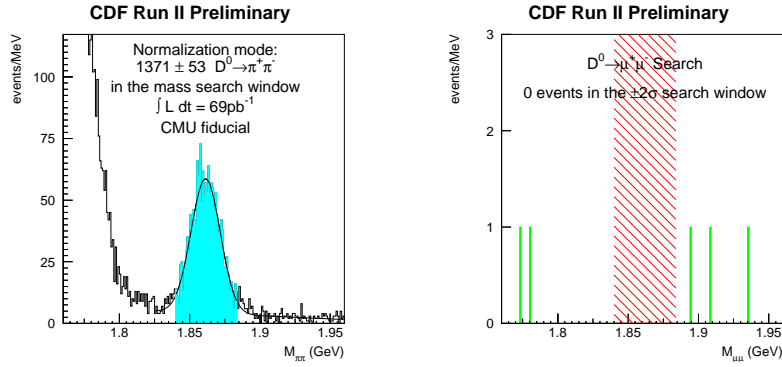 CDF Run II Preliminary
events/MeV
100
75
50
25
0
Normalization mode:
1371 ± 53 D⁰→π⁺π⁻
in the mass search window
∫ L dt = 69pb⁻¹
CMU fiducial
1.8
1.85
1.9
1.95
M_ππ (GeV)
CDF Run II Preliminary
events/MeV
3
2
1
0
D⁰→μ⁺μ⁻ Search
0 events in the ±2σ search window
1.8
1.85
1.9
1.95
M_μμ (GeV)